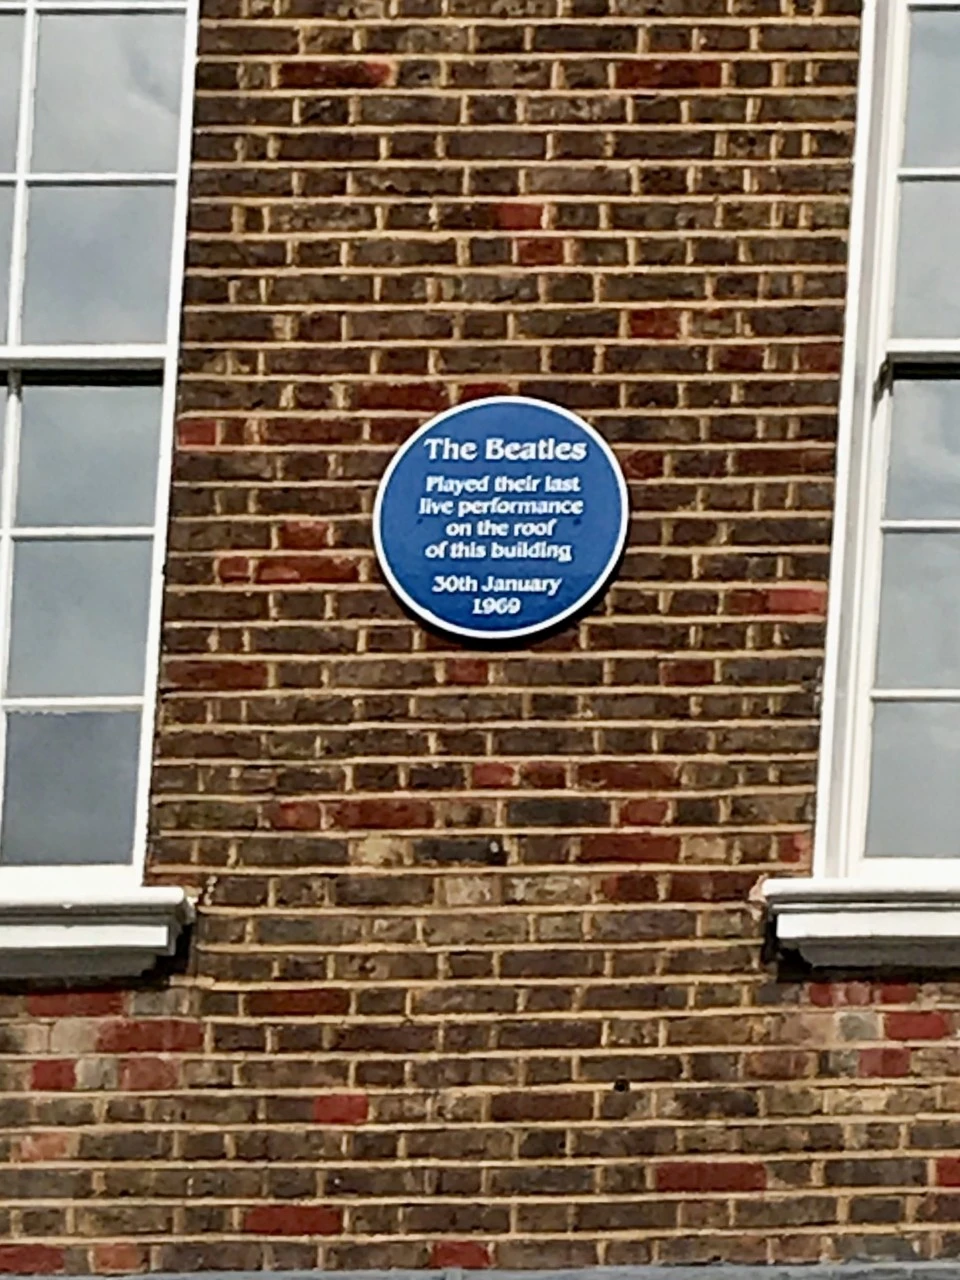 The Beatles
Played their last
live performance
on the roof
of this building
30th January
1969